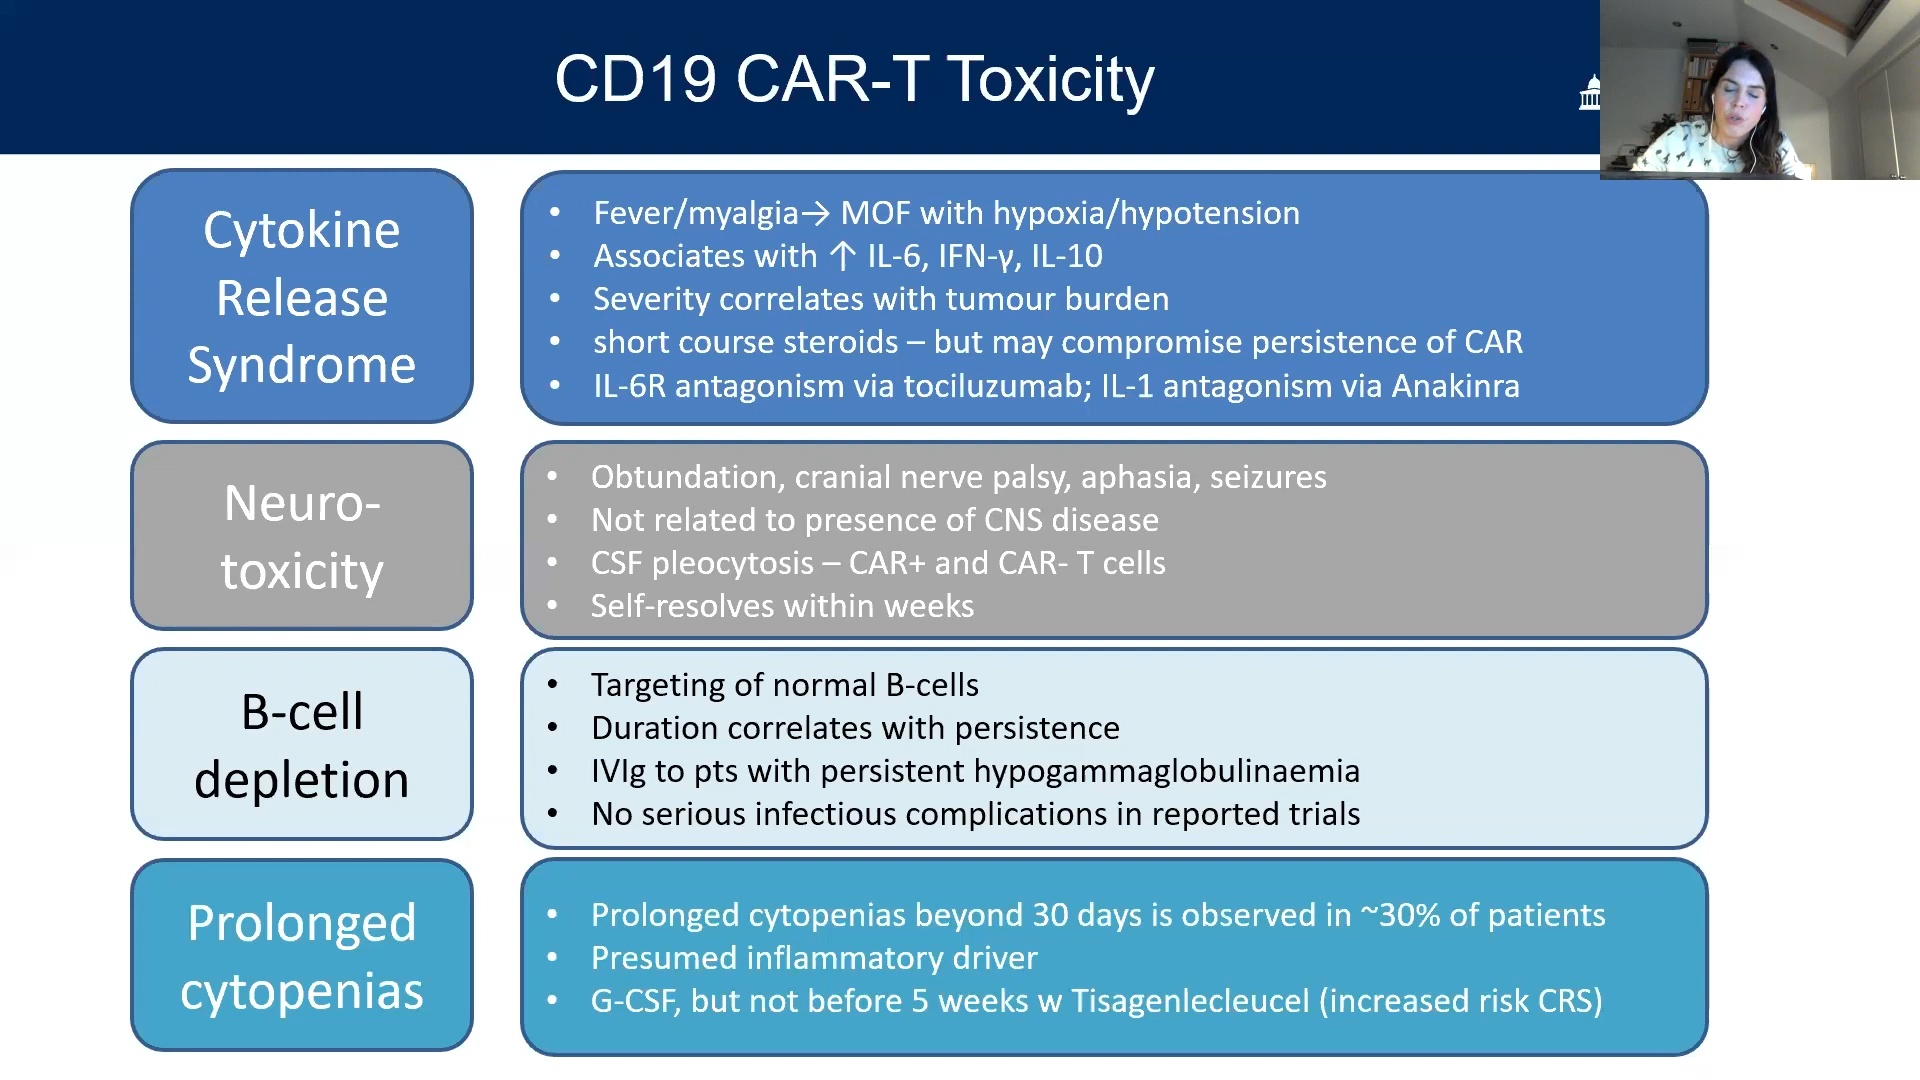 CD19 CAR-T Toxicity
Cytokine
Release
Syndrome
• Fever/myalgia→ MOF with hypoxia/hypotension
• Associates with ↑ IL-6, IFN-γ, IL-10
• Severity correlates with tumour burden
• short course steroids – but may compromise persistence of CAR
• IL-6R antagonism via tociluzumab; IL-1 antagonism via Anakinra
Neuro-
toxicity
• Obtundation, cranial nerve palsy, aphasia, seizures
• Not related to presence of CNS disease
• CSF pleocytosis – CAR+ and CAR- T cells
• Self-resolves within weeks
B-cell
depletion
• Targeting of normal B-cells
• Duration correlates with persistence
• IVIg to pts with persistent hypogammaglobulinaemia
• No serious infectious complications in reported trials
Prolonged
cytopenias
• Prolonged cytopenias beyond 30 days is observed in ~30% of patients
• Presumed inflammatory driver
• G-CSF, but not before 5 weeks w Tisagenlecleucel (increased risk CRS)